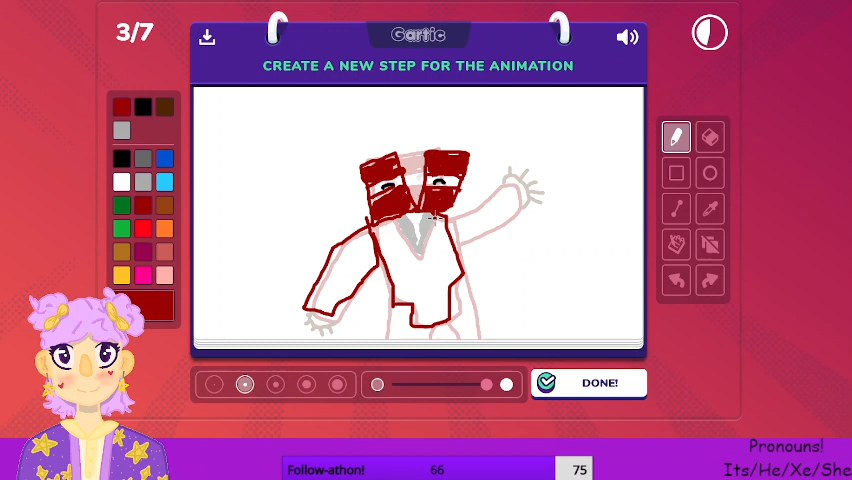 3/7
Gartic
CREATE A NEW STEP FOR THE ANIMATION
DONE!
Pronouns!
Its/He/Xe/She
Follow-athon! 66 75